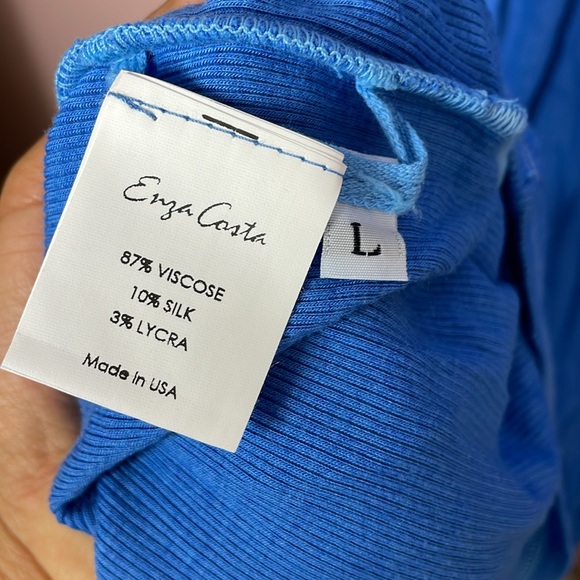 Enza Costa
L
87% VISCOSE
10% SILK
3% LYCRA
Made in USA